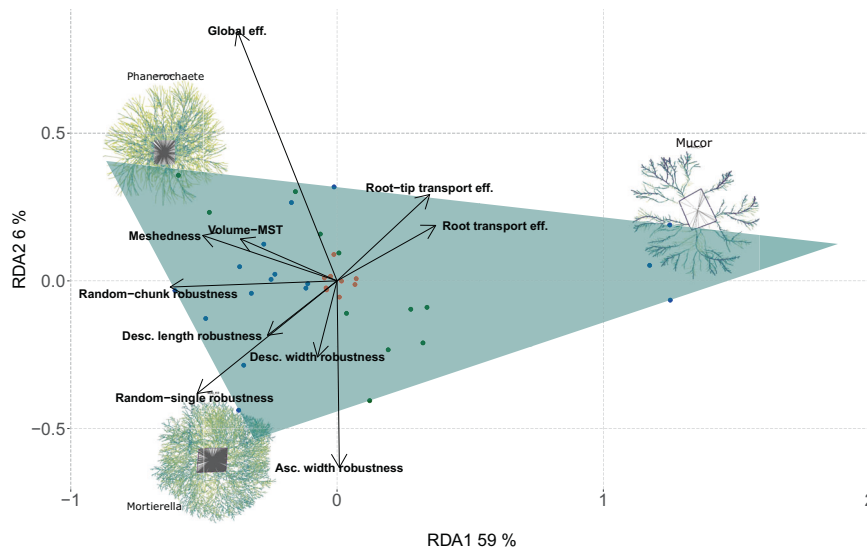 Global eff.
Phanerochaete
Mucor
0.5
Root−tip transport eff.
Root transport eff.
Volume−MST
Meshedness
RDA2 6 %
0.0
Random−chunk robustness
Desc. length robustness
Desc. width robustness
Random−single robustness
−0.5
Asc. width robustness
Mortierella
−1
0
1
2
RDA1 59 %